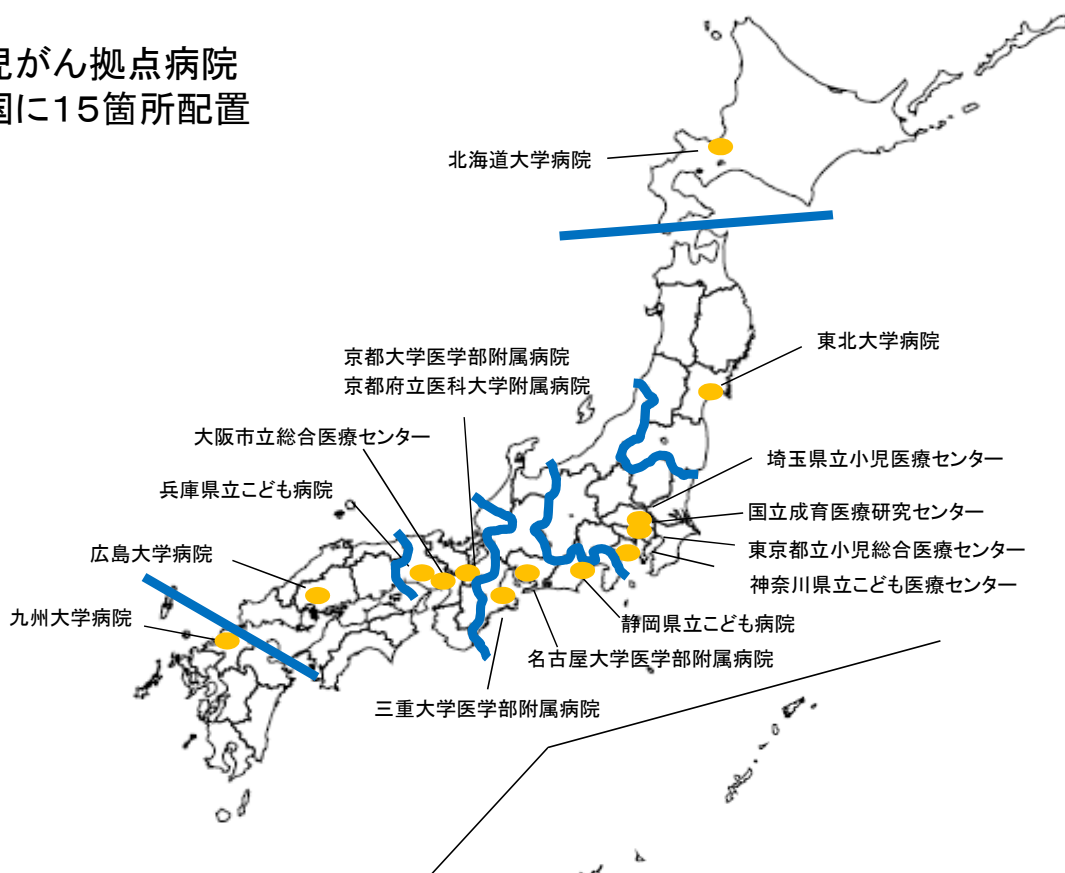 児がん拠点病院
国に15箇所配置
北海道大学病院
東北大学病院
京都大学医学部附属病院
京都府立医科大学附属病院
大阪市立総合医療センター
兵庫県立こども病院
広島大学病院
九州大学病院
埼玉県立小児医療センター
国立成育医療研究センター
東京都立小児総合医療センター
神奈川県立こども医療センター
静岡県立こども病院
名古屋大学医学部附属病院
三重大学医学部附属病院